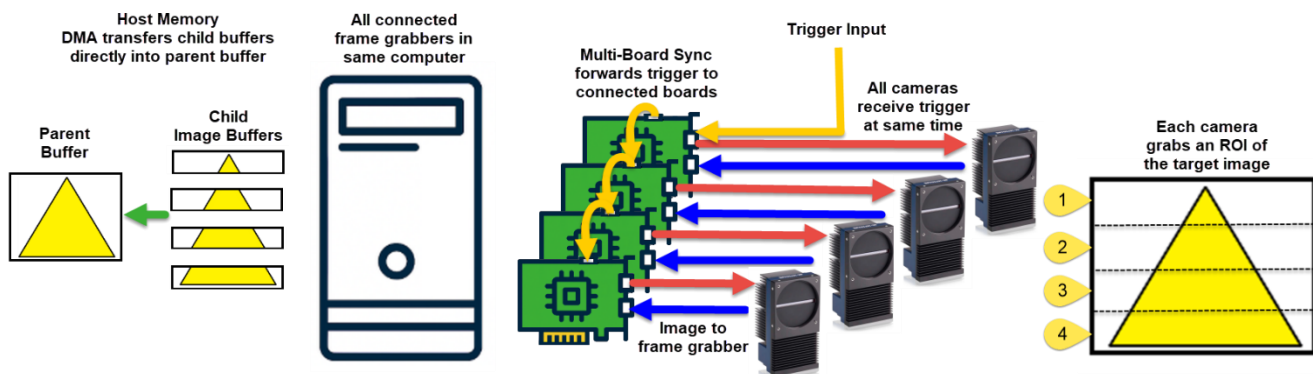 Host Memory
DMA transfers child buffers
directly into parent buffer
Parent
Buffer
Child
Image Buffers
All connected
frame grabbers in
same computer
Multi-Board Sync
forwards trigger to
connected boards
Trigger Input
All cameras
receive trigger
at same time
Image to
frame grabber
Each camera
grabs an ROI of
the target image
1
2
3
4